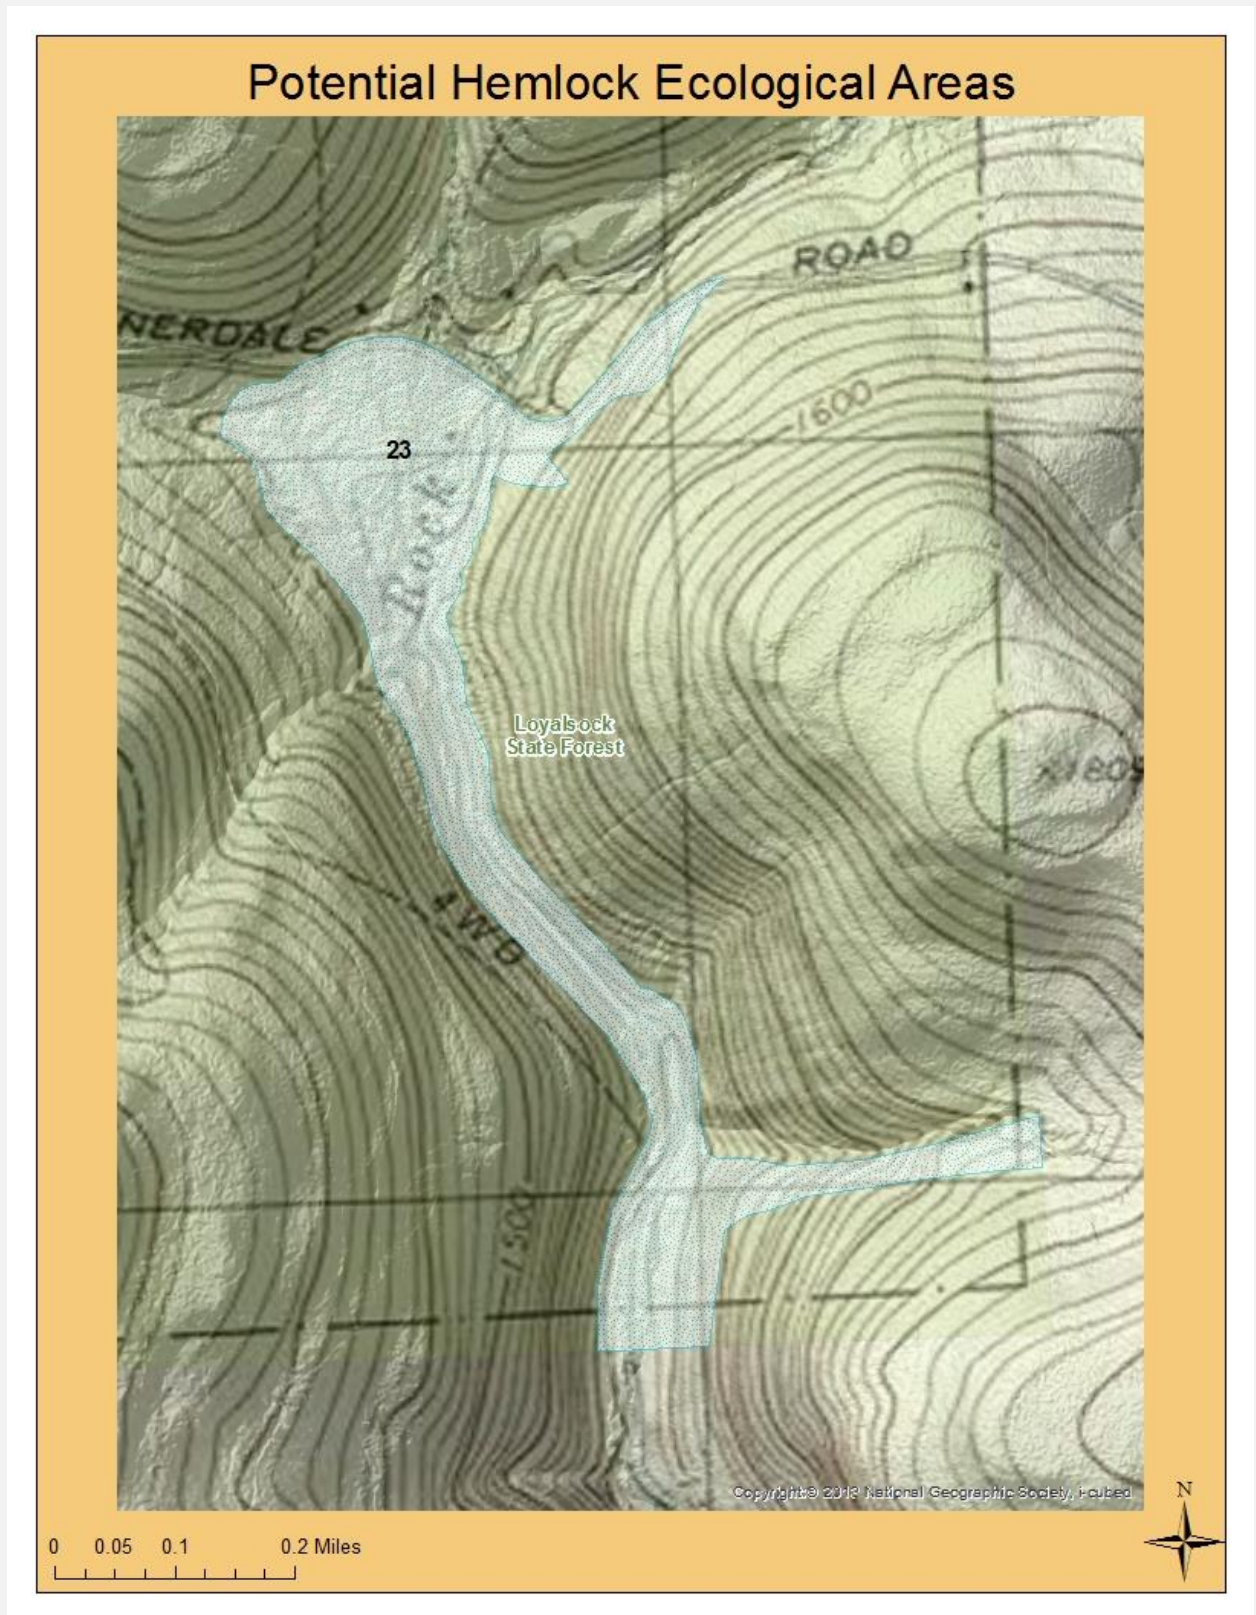 Potential Hemlock Ecological Areas
ROAD
NERDALE
1600
23
Rock
Loyalsock
State Forest
x1805
4WD
1500
Copyright:© 2013 National Geographic Society, i-cubed
N
0 0.05 0.1 0.2 Miles